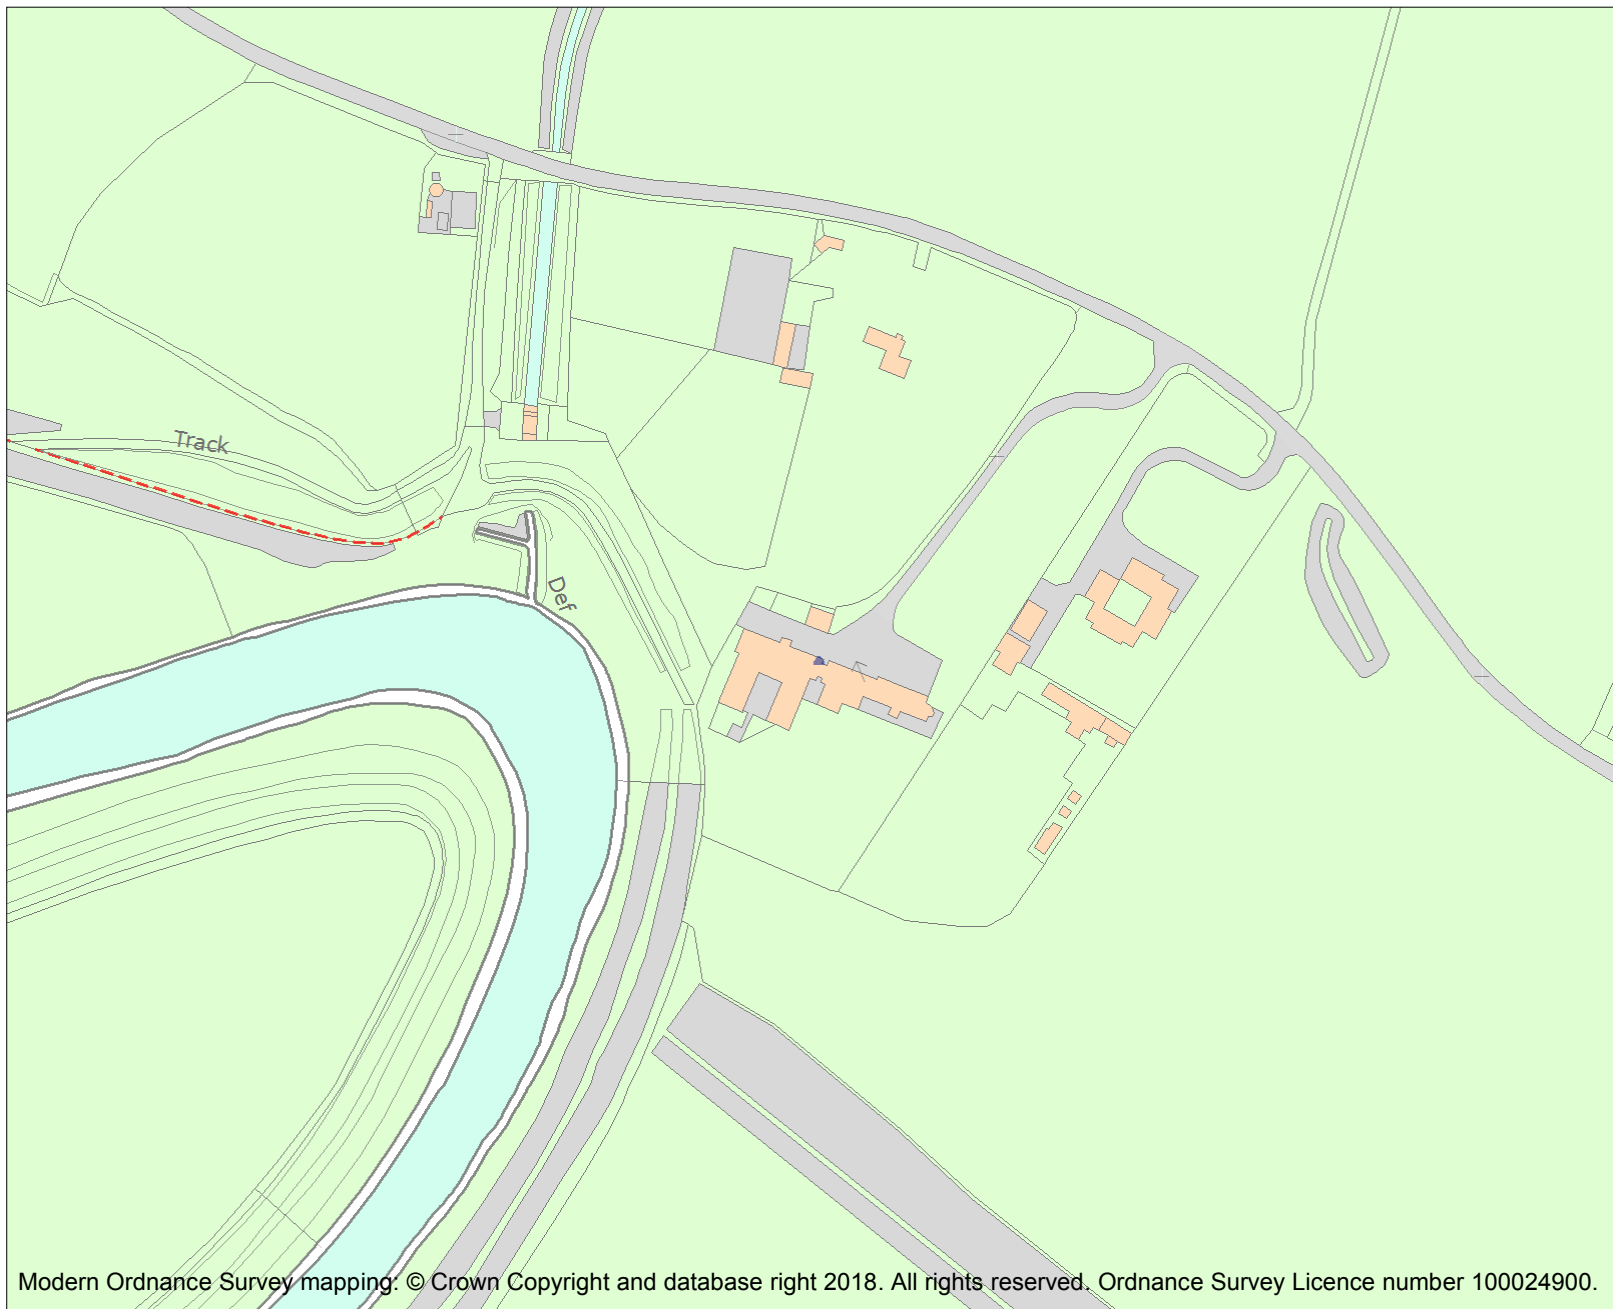 Track
Def
Modern Ordnance Survey mapping: © Crown Copyright and database right 2018. All rights reserved. Ordnance Survey Licence number 100024900.